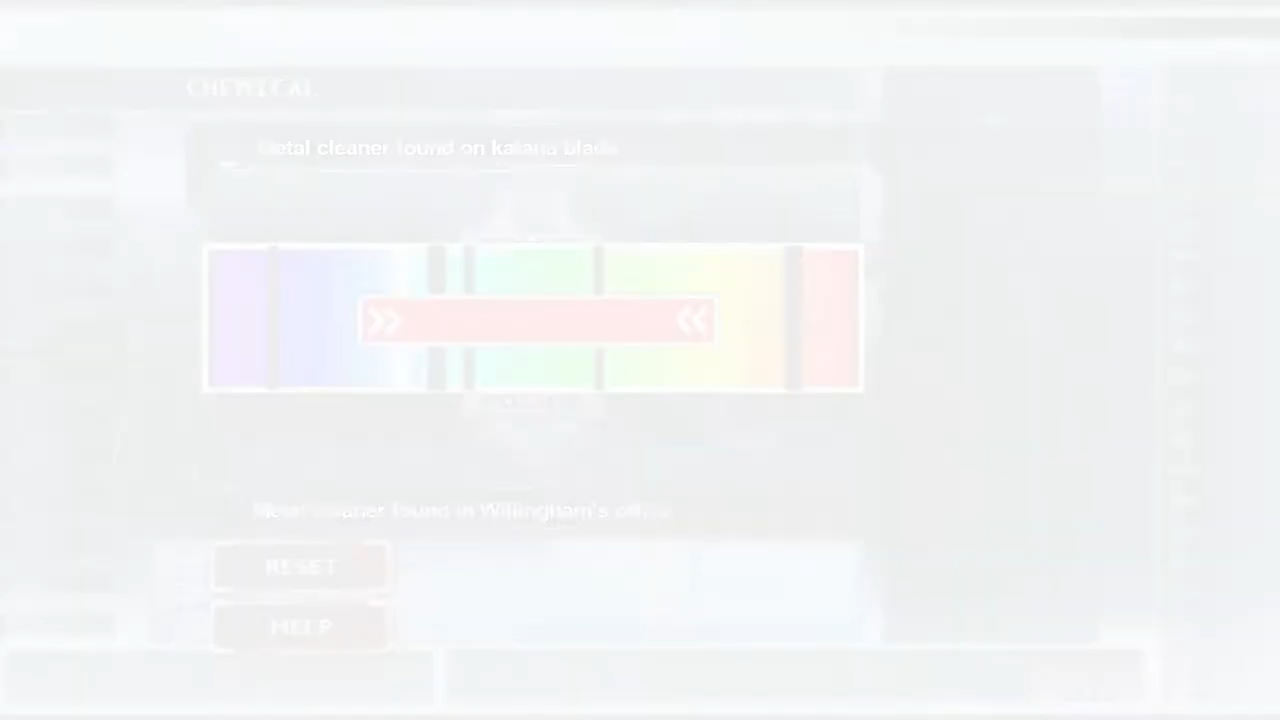 CHEMICAL
Metal cleaner found on katana blade
Metal cleaner found in Willingham's office
RESET
HELP